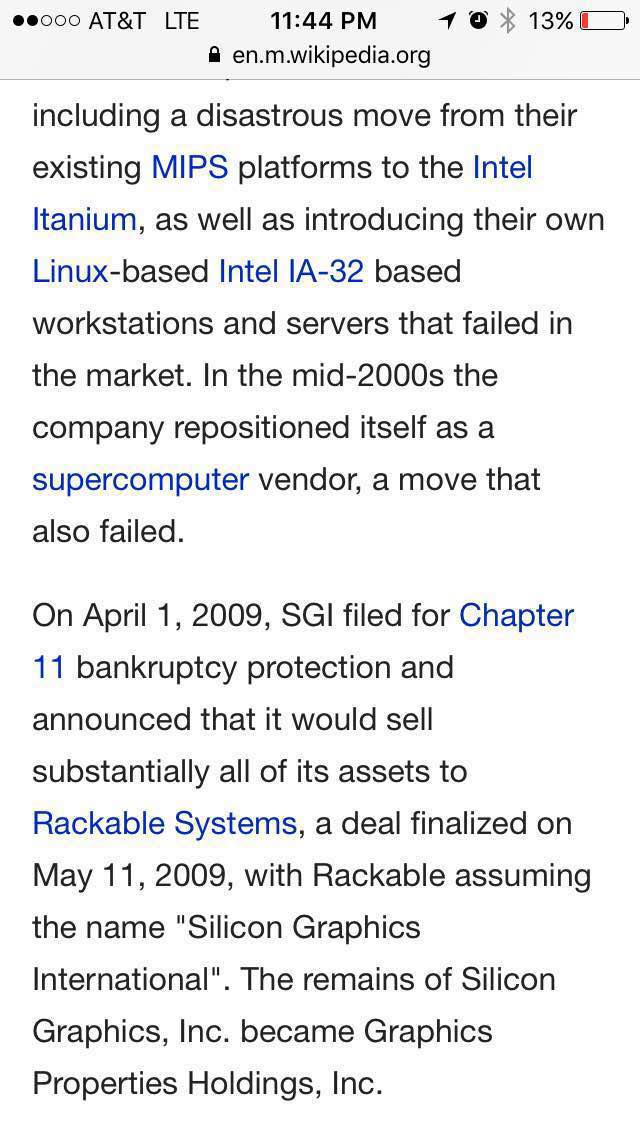 AT&T LTE 11:44 PM 13%
en.m.wikipedia.org
including a disastrous move from their
existing MIPS platforms to the Intel
Itanium, as well as introducing their own
Linux-based Intel IA-32 based
workstations and servers that failed in
the market. In the mid-2000s the
company repositioned itself as a
supercomputer vendor, a move that
also failed.
On April 1, 2009, SGI filed for Chapter
11 bankruptcy protection and
announced that it would sell
substantially all of its assets to
Rackable Systems, a deal finalized on
May 11, 2009, with Rackable assuming
the name "Silicon Graphics
International". The remains of Silicon
Graphics, Inc. became Graphics
Properties Holdings, Inc.